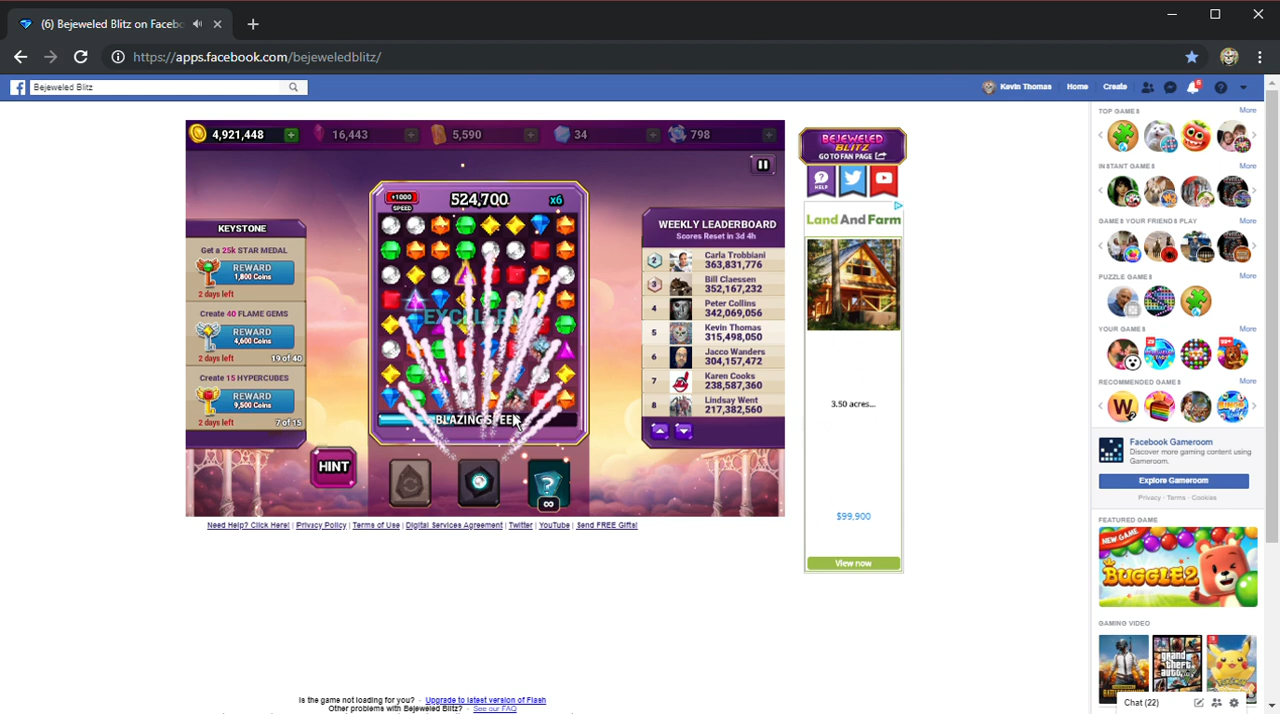 (6) Bejeweled Blitz on Facebo
https://apps.facebook.com/bejeweledblitz/
Bejeweled Blitz
Kevin Thomas
Home
Create
4,921,448
16,443
5,590
34
798
+1000
SPEED
524,700
x6
KEYSTONE
Get a 25k STAR MEDAL
REWARD
1,800 Coins
2 days left
Create 40 FLAME GEMS
REWARD
4,600 Coins
2 days left
19 of 40
Create 15 HYPERCUBES
REWARD
9,500 Coins
2 days left
7 of 15
EXCELLENT
BLAZING SPEED
HINT
?
∞
WEEKLY LEADERBOARD
Scores Reset in 3d 4h
2
Carla Trobbiani
363,831,776
3
Bill Claessen
352,167,232
4
Peter Collins
342,069,056
5
Kevin Thomas
315,498,050
6
Jacco Wanders
304,157,472
7
Karen Cooks
238,587,360
8
Lindsay Went
217,382,560
Need Help? Click Here! | Privacy Policy | Terms of Use | Digital Services Agreement | Twitter | YouTube | Send FREE Gifts!
BEJEWELED
BLITZ
GO TO FAN PAGE
?
HELP
LAND AND FARM
3.50 acres...
$99,900
View now
Is the game not loading for you? - Upgrade to latest version of Flash
Other problems with Bejeweled Blitz? - See our FAQ
TOP GAMES
More
INSTANT GAMES
More
GAMES YOUR FRIENDS PLAY
More
PUZZLE GAMES
More
YOUR GAMES
More
RECOMMENDED GAMES
More
Facebook Gameroom
Discover more gaming content using
Gameroom.
Explore Gameroom
Privacy · Terms · Cookies
FEATURED GAME
NEW GAME
BUGGLE2
GAMING VIDEO
grand
theft
auto
Chat (22)